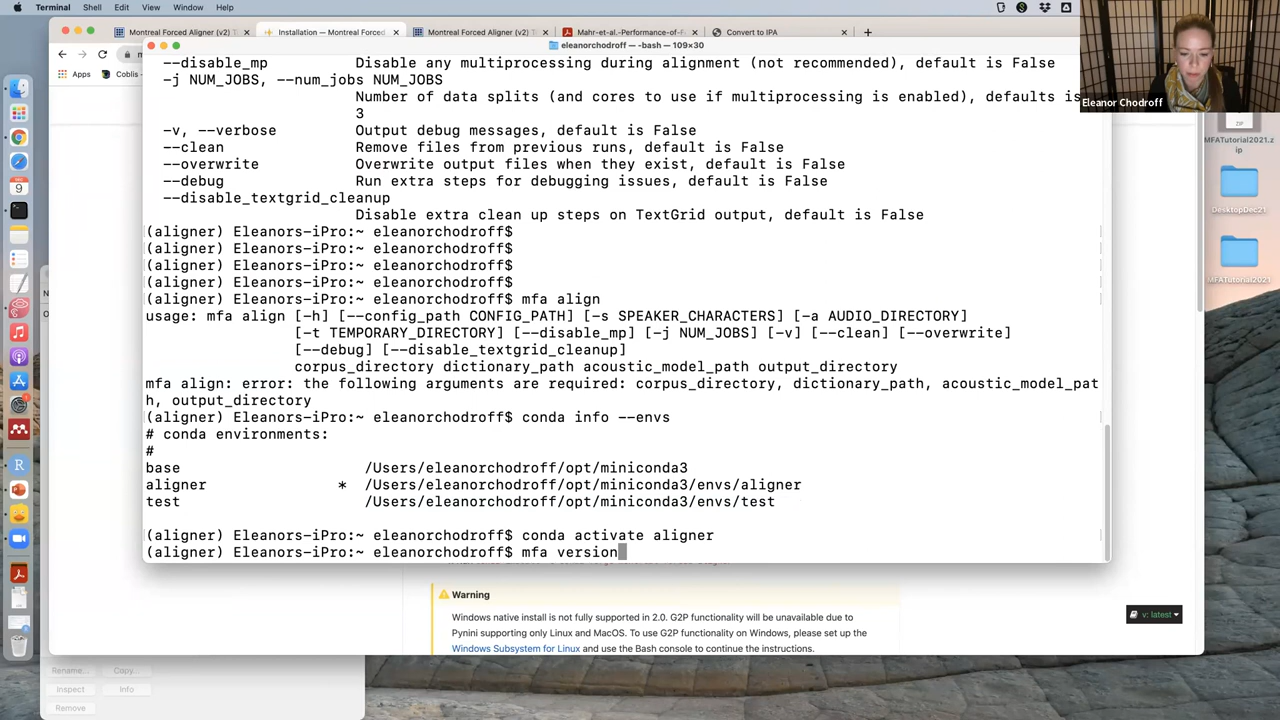 Terminal Shell Edit View Window Help
Montreal Forced Aligner (v2) T
Installation — Montreal Forced
Montreal Forced Aligner (v2) T
Mahr-et-al.-Performance-of-F
Convert to IPA
eleanorchodroff — -bash — 109×30
Apps Coblis
--disable_mp Disable any multiprocessing during alignment (not recommended), default is False
-j NUM_JOBS, --num_jobs NUM_JOBS
Number of data splits (and cores to use if multiprocessing is enabled), defaults is
3
-v, --verbose Output debug messages, default is False
--clean Remove files from previous runs, default is False
--overwrite Overwrite output files when they exist, default is False
--debug Run extra steps for debugging issues, default is False
--disable_textgrid_cleanup
Disable extra clean up steps on TextGrid output, default is False
(aligner) Eleanors-iPro:~ eleanorchodroff$
(aligner) Eleanors-iPro:~ eleanorchodroff$
(aligner) Eleanors-iPro:~ eleanorchodroff$
(aligner) Eleanors-iPro:~ eleanorchodroff$
(aligner) Eleanors-iPro:~ eleanorchodroff$ mfa align
usage: mfa align [-h] [--config_path CONFIG_PATH] [-s SPEAKER_CHARACTERS] [-a AUDIO_DIRECTORY]
[-t TEMPORARY_DIRECTORY] [--disable_mp] [-j NUM_JOBS] [-v] [--clean] [--overwrite]
[--debug] [--disable_textgrid_cleanup]
corpus_directory dictionary_path acoustic_model_path output_directory
mfa align: error: the following arguments are required: corpus_directory, dictionary_path, acoustic_model_pat
h, output_directory
(aligner) Eleanors-iPro:~ eleanorchodroff$ conda info --envs
# conda environments:
#
base /Users/eleanorchodroff/opt/miniconda3
aligner * /Users/eleanorchodroff/opt/miniconda3/envs/aligner
test /Users/eleanorchodroff/opt/miniconda3/envs/test
(aligner) Eleanors-iPro:~ eleanorchodroff$ conda activate aligner
(aligner) Eleanors-iPro:~ eleanorchodroff$ mfa version
Warning
Windows native install is not fully supported in 2.0. G2P functionality will be unavailable due to
Pynini supporting only Linux and MacOS. To use G2P functionality on Windows, please set up the
Windows Subsystem for Linux and use the Bash console to continue the instructions.
v: latest
Rename... Copy...
Inspect Info
Remove
Eleanor Chodroff
ZIP
MFATutorial2021.z
ip
DesktopDec21
MFATutorial2021
9